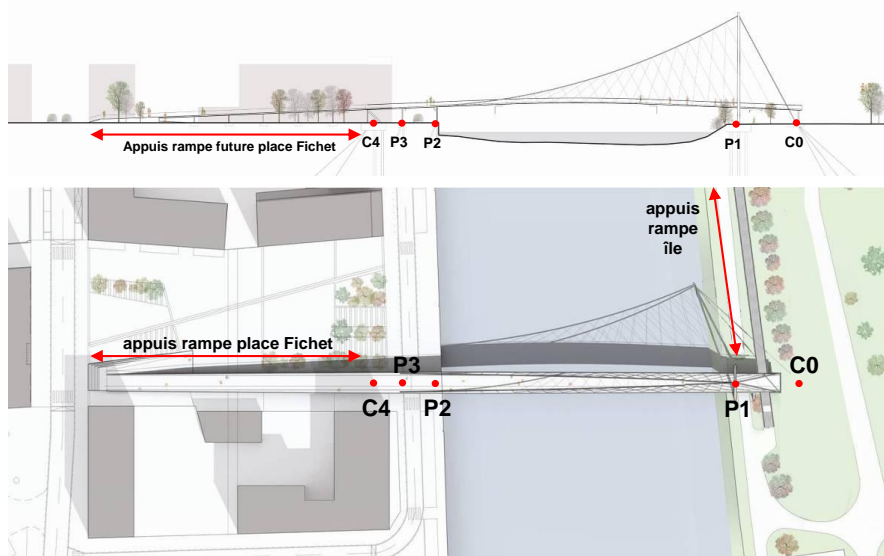 Appuis rampe future place Fichet
C4
P3
P2
P1
C0
appuis
rampe
île
appuis rampe place Fichet
P3
C4
P2
P1
C0